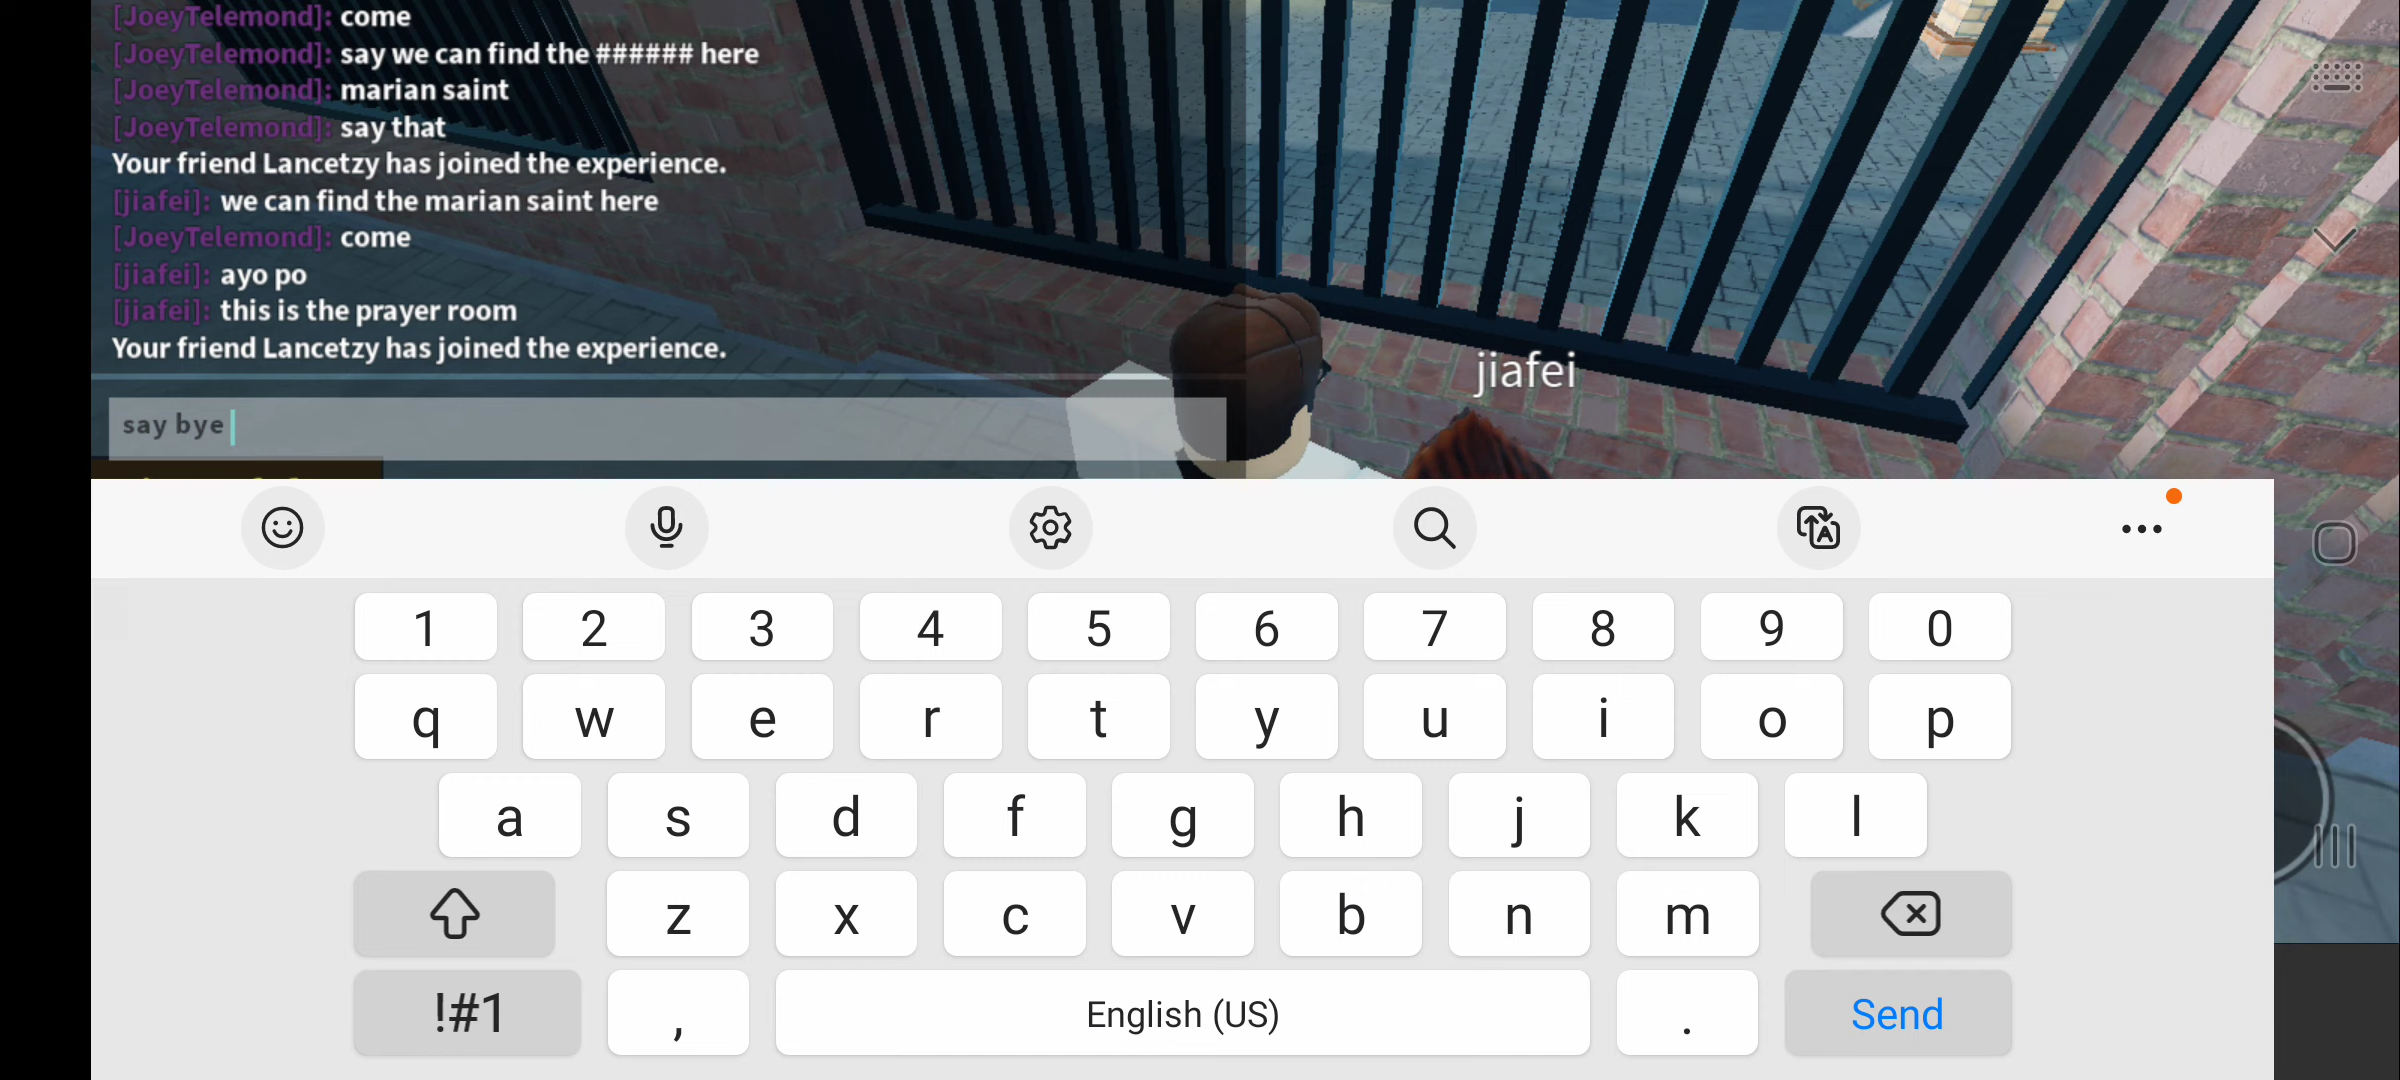 [JoeyTelemond]: come
[JoeyTelemond]: say we can find the ###### here
[JoeyTelemond]: marian saint
[JoeyTelemond]: say that
Your friend Lancetzy has joined the experience.
[jiafei]: we can find the marian saint here
[JoeyTelemond]: come
[jiafei]: ayo po
[jiafei]: this is the prayer room
Your friend Lancetzy has joined the experience.
jiafei
say bye
1 2 3 4 5 6 7 8 9 0
q w e r t y u i o p
a s d f g h j k l
z x c v b n m
!#1 , English (US) . Send